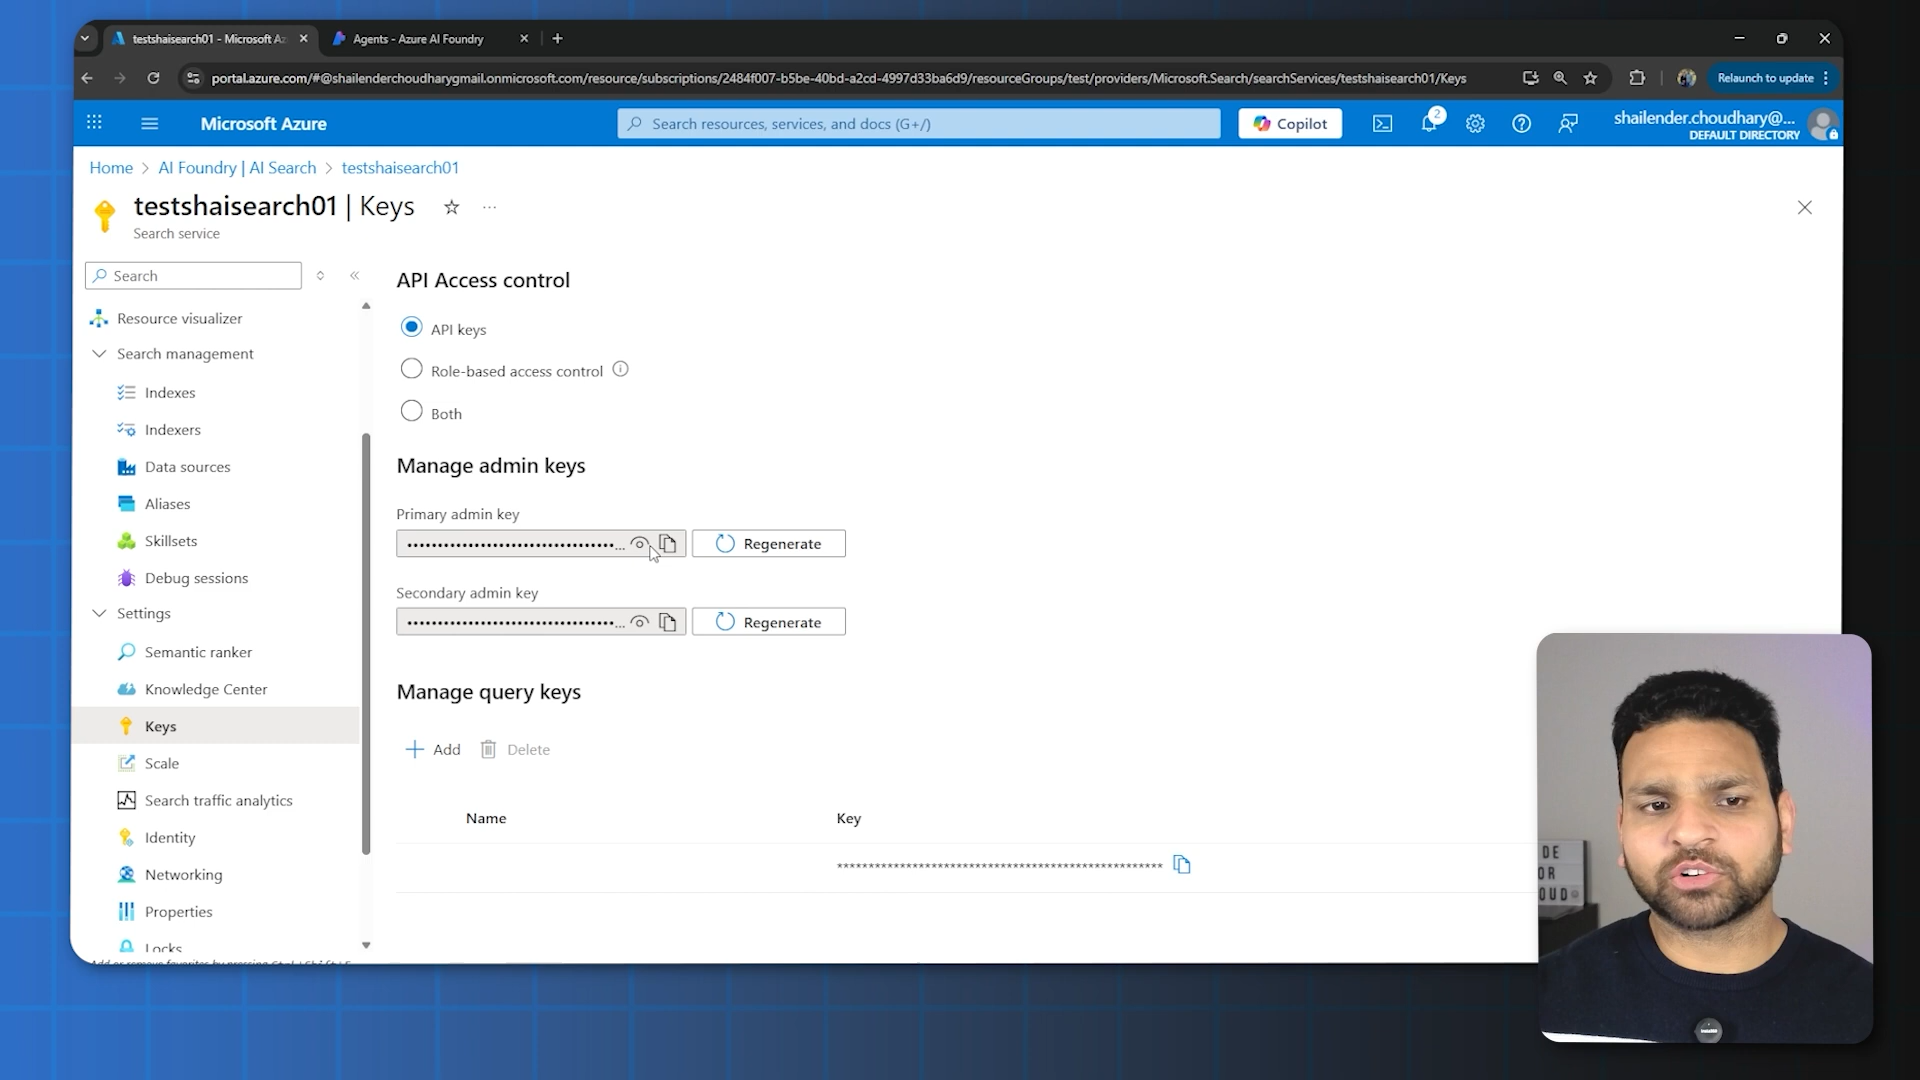 testshaisearch01 - Microsoft Az
Agents - Azure AI Foundry
portal.azure.com/#@shailenderchoudharygmail.onmicrosoft.com/resource/subscriptions/2484f007-b5be-40bd-a2cd-4997d33ba6d9/resourceGroups/test/providers/Microsoft.Search/searchServices/testshaisearch01/Keys
Relaunch to update
Microsoft Azure
Search resources, services, and docs (G+/)
Copilot
2
shailender.choudhary@...
DEFAULT DIRECTORY
Home > AI Foundry | AI Search > testshaisearch01
testshaisearch01 | Keys
Search service
Search
Resource visualizer
Search management
Indexes
Indexers
Data sources
Aliases
Skillsets
Debug sessions
Settings
Semantic ranker
Knowledge Center
Keys
Scale
Search traffic analytics
Identity
Networking
Properties
Locks
API Access control
API keys
Role-based access control
Both
Manage admin keys
Primary admin key
Regenerate
Secondary admin key
Regenerate
Manage query keys
Add
Delete
Name
Key
***************************************************
DE
OR
OUD